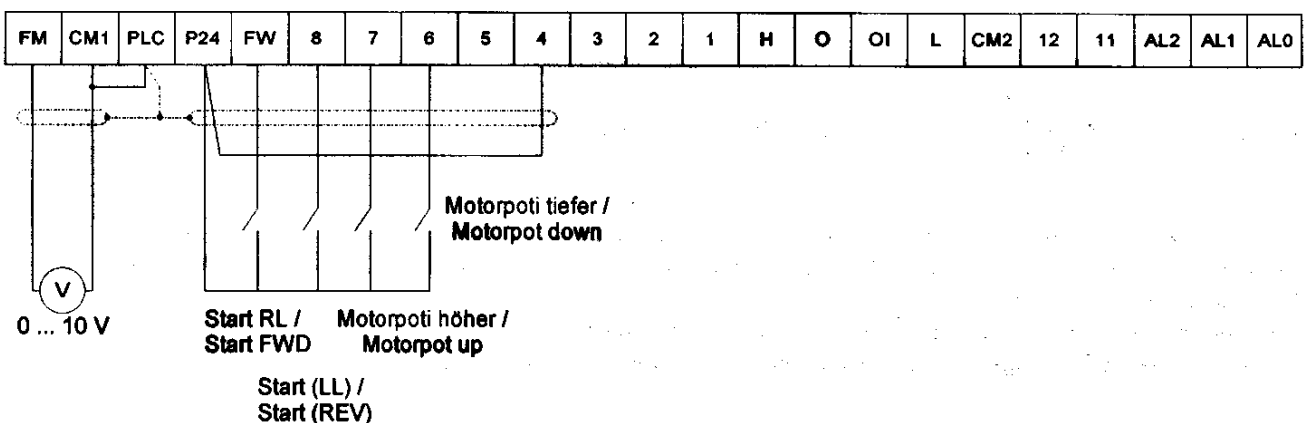 FM CM1 PLC P24 FW 8 7 6 5 4 3 2 1 H O OI L CM2 12 11 AL2 AL1 AL0
Motorpoti tiefer /
Motorpot down
V
0 ... 10 V
Start RL /
Start FWD
Motorpoti höher /
Motorpot up
Start (LL) /
Start (REV)